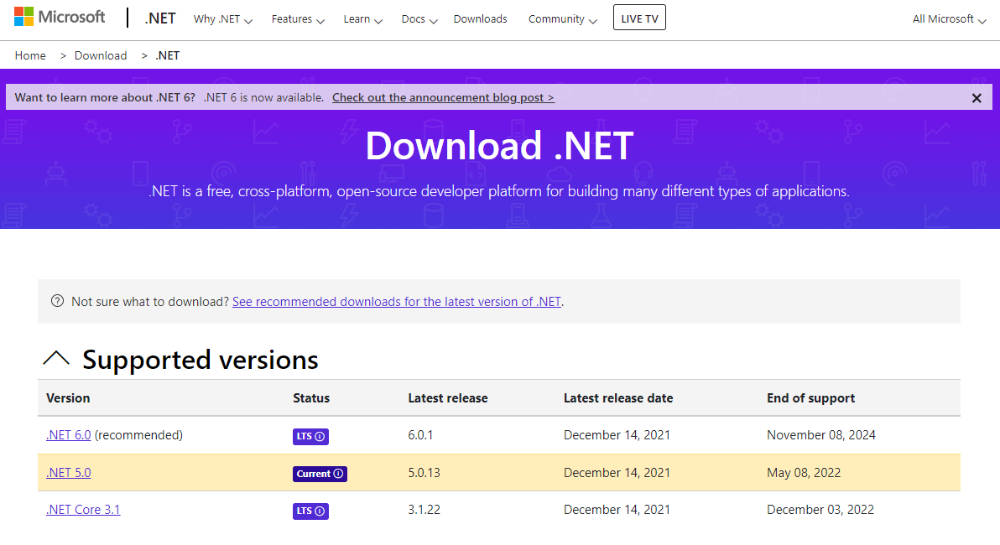 Microsoft .NET Why .NET Features Learn Docs Downloads Community LIVE TV All Microsoft
Home > Download > .NET
Want to learn more about .NET 6? .NET 6 is now available. Check out the announcement blog post >
Download .NET
.NET is a free, cross-platform, open-source developer platform for building many different types of applications.
Not sure what to download? See recommended downloads for the latest version of .NET.
Supported versions
Version Status Latest release Latest release date End of support
.NET 6.0 (recommended) LTS 6.0.1 December 14, 2021 November 08, 2024
.NET 5.0 Current 5.0.13 December 14, 2021 May 08, 2022
.NET Core 3.1 LTS 3.1.22 December 14, 2021 December 03, 2022